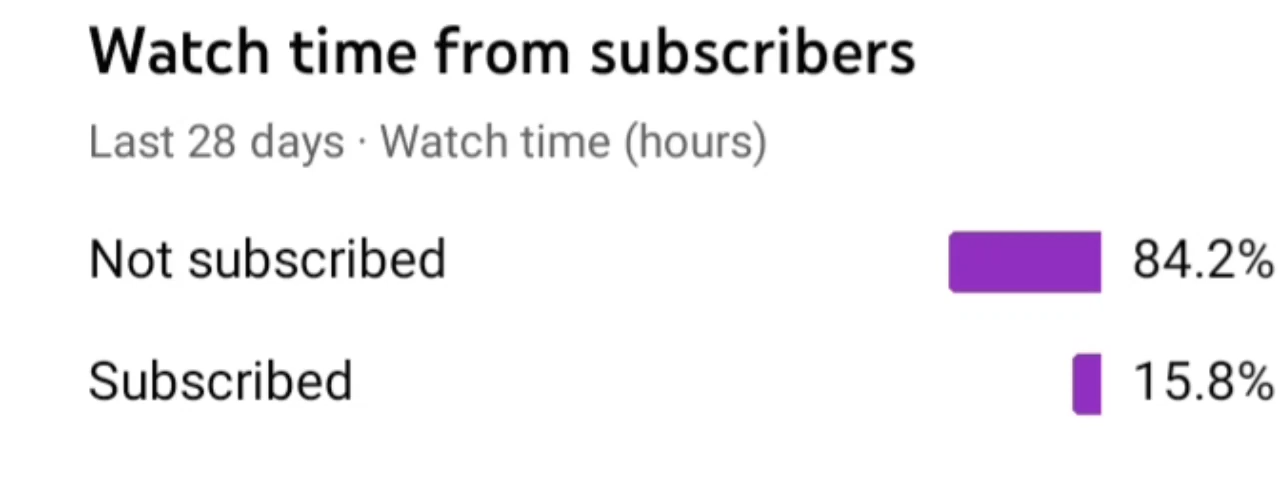 Watch time from subscribers
Last 28 days · Watch time (hours)
Not subscribed 84.2%
Subscribed 15.8%